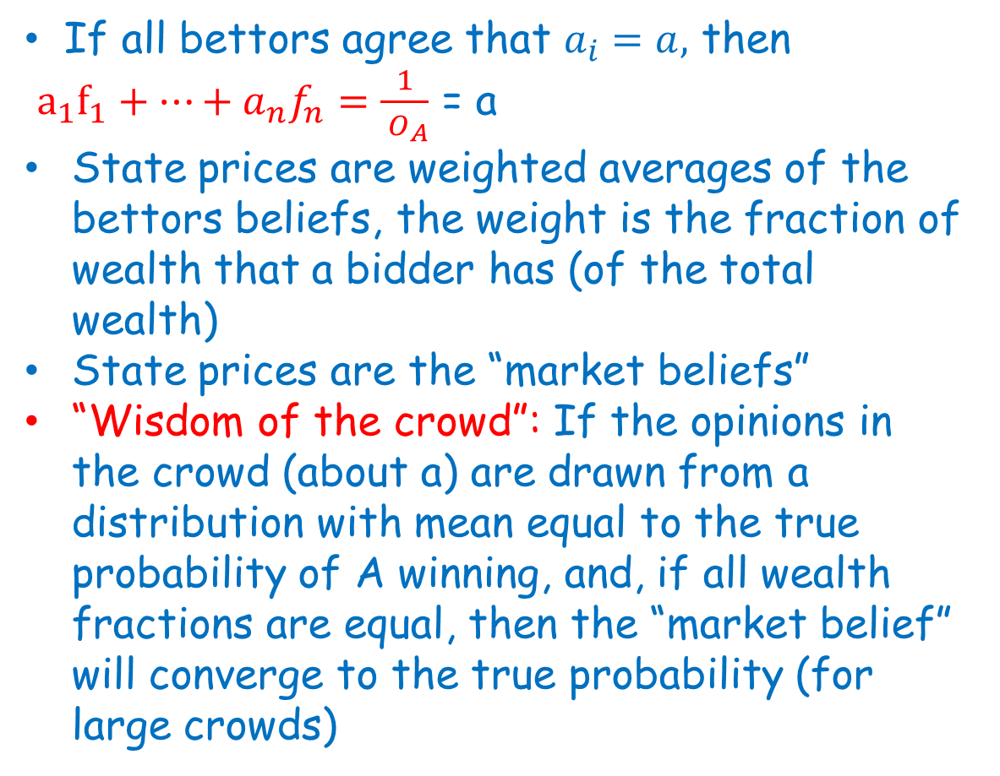 • If all bettors agree that 𝑎ᵢ = 𝑎, then
a₁f₁ + ⋯ + 𝑎ₙ𝑓ₙ = 1/𝑂_A = a
• State prices are weighted averages of the
bettors beliefs, the weight is the fraction of
wealth that a bidder has (of the total
wealth)
• State prices are the “market beliefs”
• “Wisdom of the crowd”: If the opinions in
the crowd (about a) are drawn from a
distribution with mean equal to the true
probability of A winning, and, if all wealth
fractions are equal, then the “market belief”
will converge to the true probability (for
large crowds)